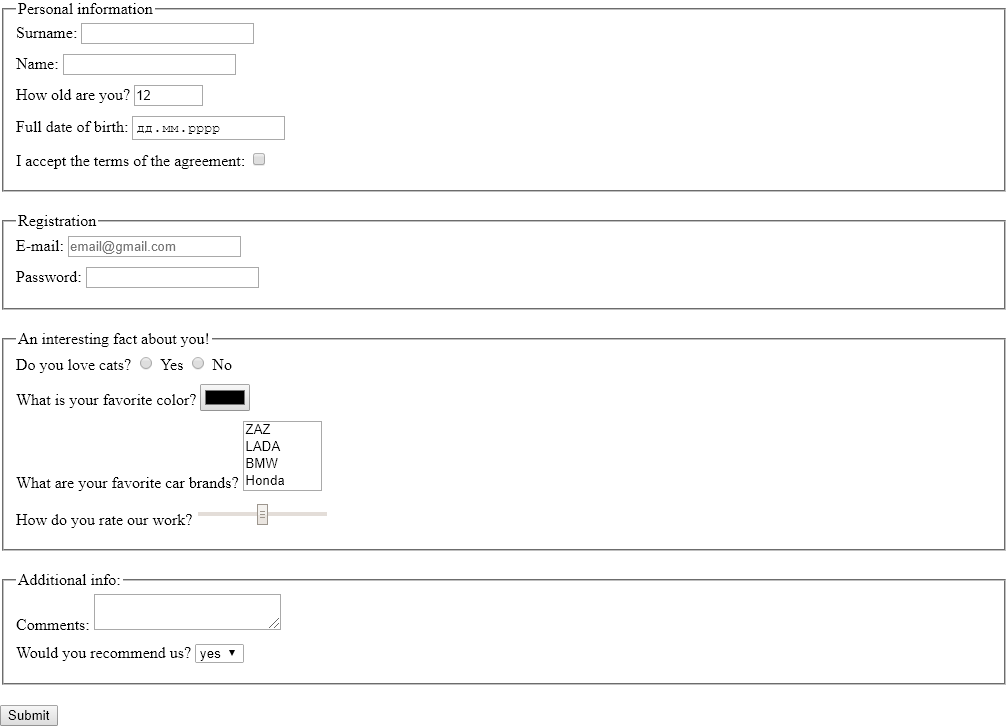 Personal information
Surname:
Name:
How old are you? 12
Full date of birth: дд.мм.рррр
I accept the terms of the agreement:
Registration
E-mail: email@gmail.com
Password:
An interesting fact about you!
Do you love cats? Yes No
What is your favorite color?
ZAZ
LADA
BMW
Honda
What are your favorite car brands?
How do you rate our work?
Additional info:
Comments:
Would you recommend us? yes
Submit